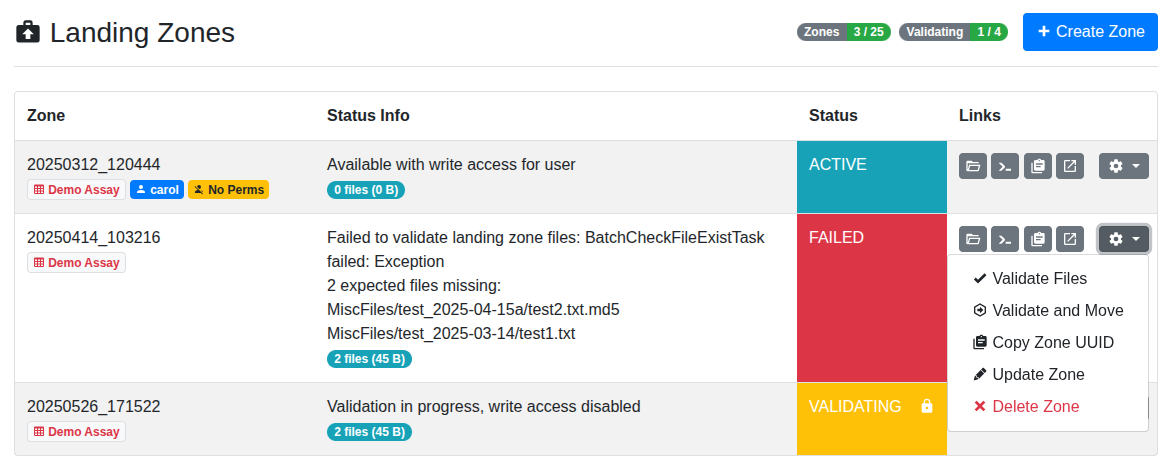 Landing Zones
Zones 3 / 25 Validating 1 / 4 Create Zone
Zone Status Info Status Links
20250312_120444 Available with write access for user ACTIVE
Demo Assay carol No Perms 0 files (0 B)
20250414_103216 Failed to validate landing zone files: BatchCheckFileExistTask FAILED
Demo Assay failed: Exception
2 expected files missing:
MiscFiles/test_2025-04-15a/test2.txt.md5
MiscFiles/test_2025-03-14/test1.txt
2 files (45 B)
Validate Files
Validate and Move
Copy Zone UUID
Update Zone
Delete Zone
20250526_171522 Validation in progress, write access disabled VALIDATING
Demo Assay 2 files (45 B)